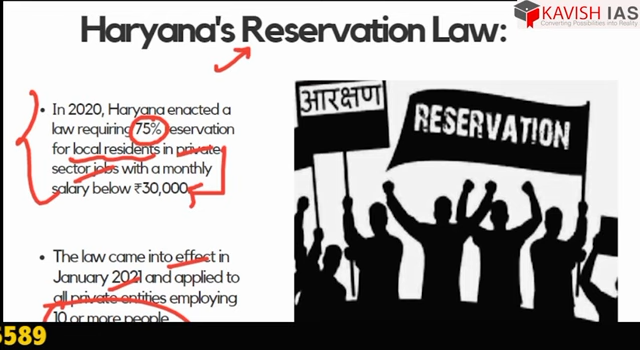 Haryana's Reservation Law:
KAVISH IAS
Converting Possibilities into Reality
• In 2020, Haryana enacted a
law requiring 75% reservation
for local residents in private
sector jobs with a monthly
salary below ₹30,000.
• The law came into effect in
January 2021 and applied to
all private entities employing
10 or more people
आरक्षण
RESERVATION
5589